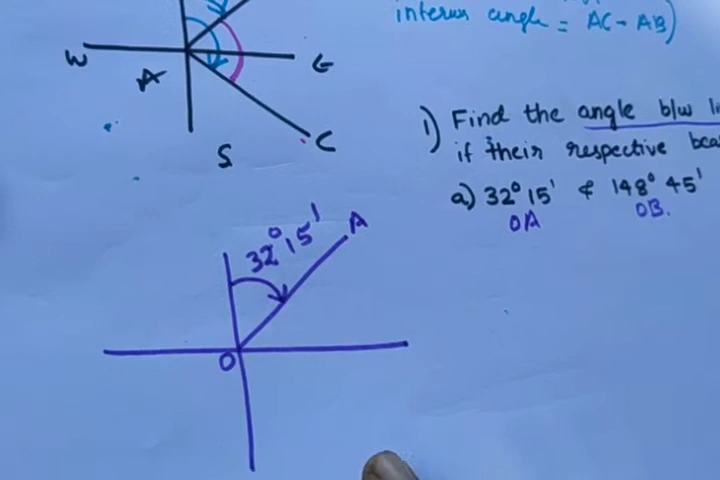 interior angle = AC - AB)
W
A
E
S
C
1) Find the angle b/w
if their respective
a) 32° 15' & 148° 45'
OA OB.
32° 15'
A
O